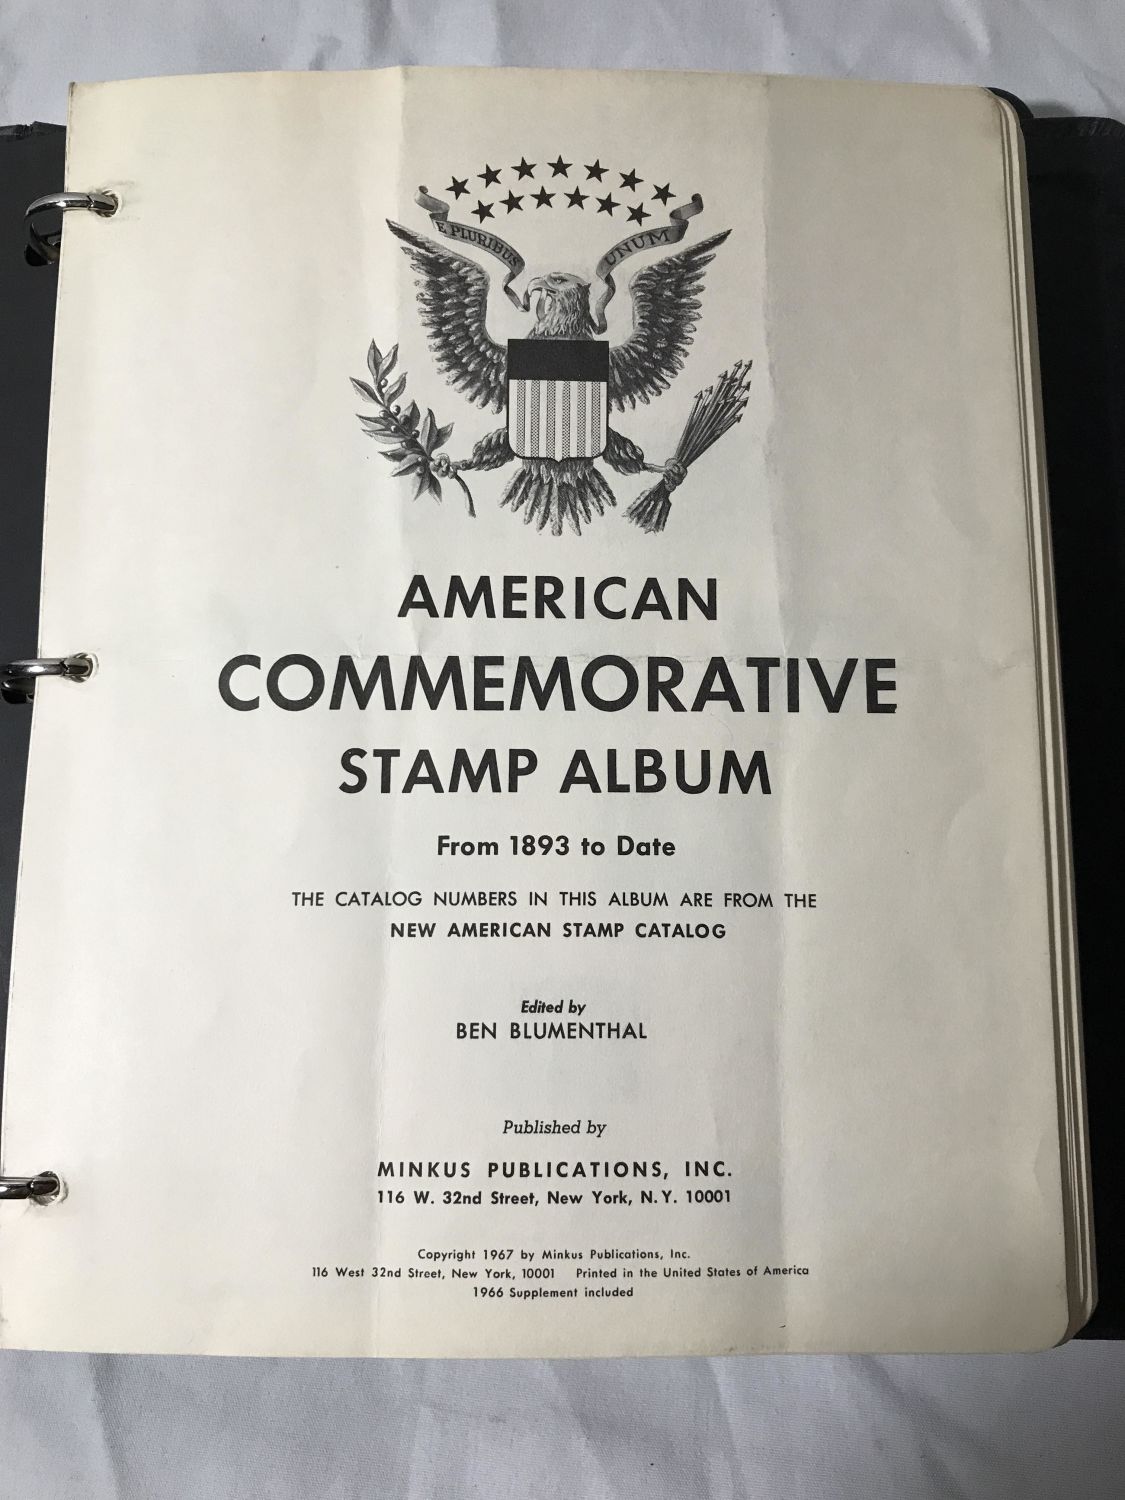 E PLURIBUS UNUM
AMERICAN
COMMEMORATIVE
STAMP ALBUM
From 1893 to Date
THE CATALOG NUMBERS IN THIS ALBUM ARE FROM THE
NEW AMERICAN STAMP CATALOG
Edited by
BEN BLUMENTHAL
Published by
MINKUS PUBLICATIONS, INC.
116 W. 32nd Street, New York, N.Y. 10001
Copyright 1967 by Minkus Publications, Inc.
116 West 32nd Street, New York, 10001 Printed in the United States of America
1966 Supplement included